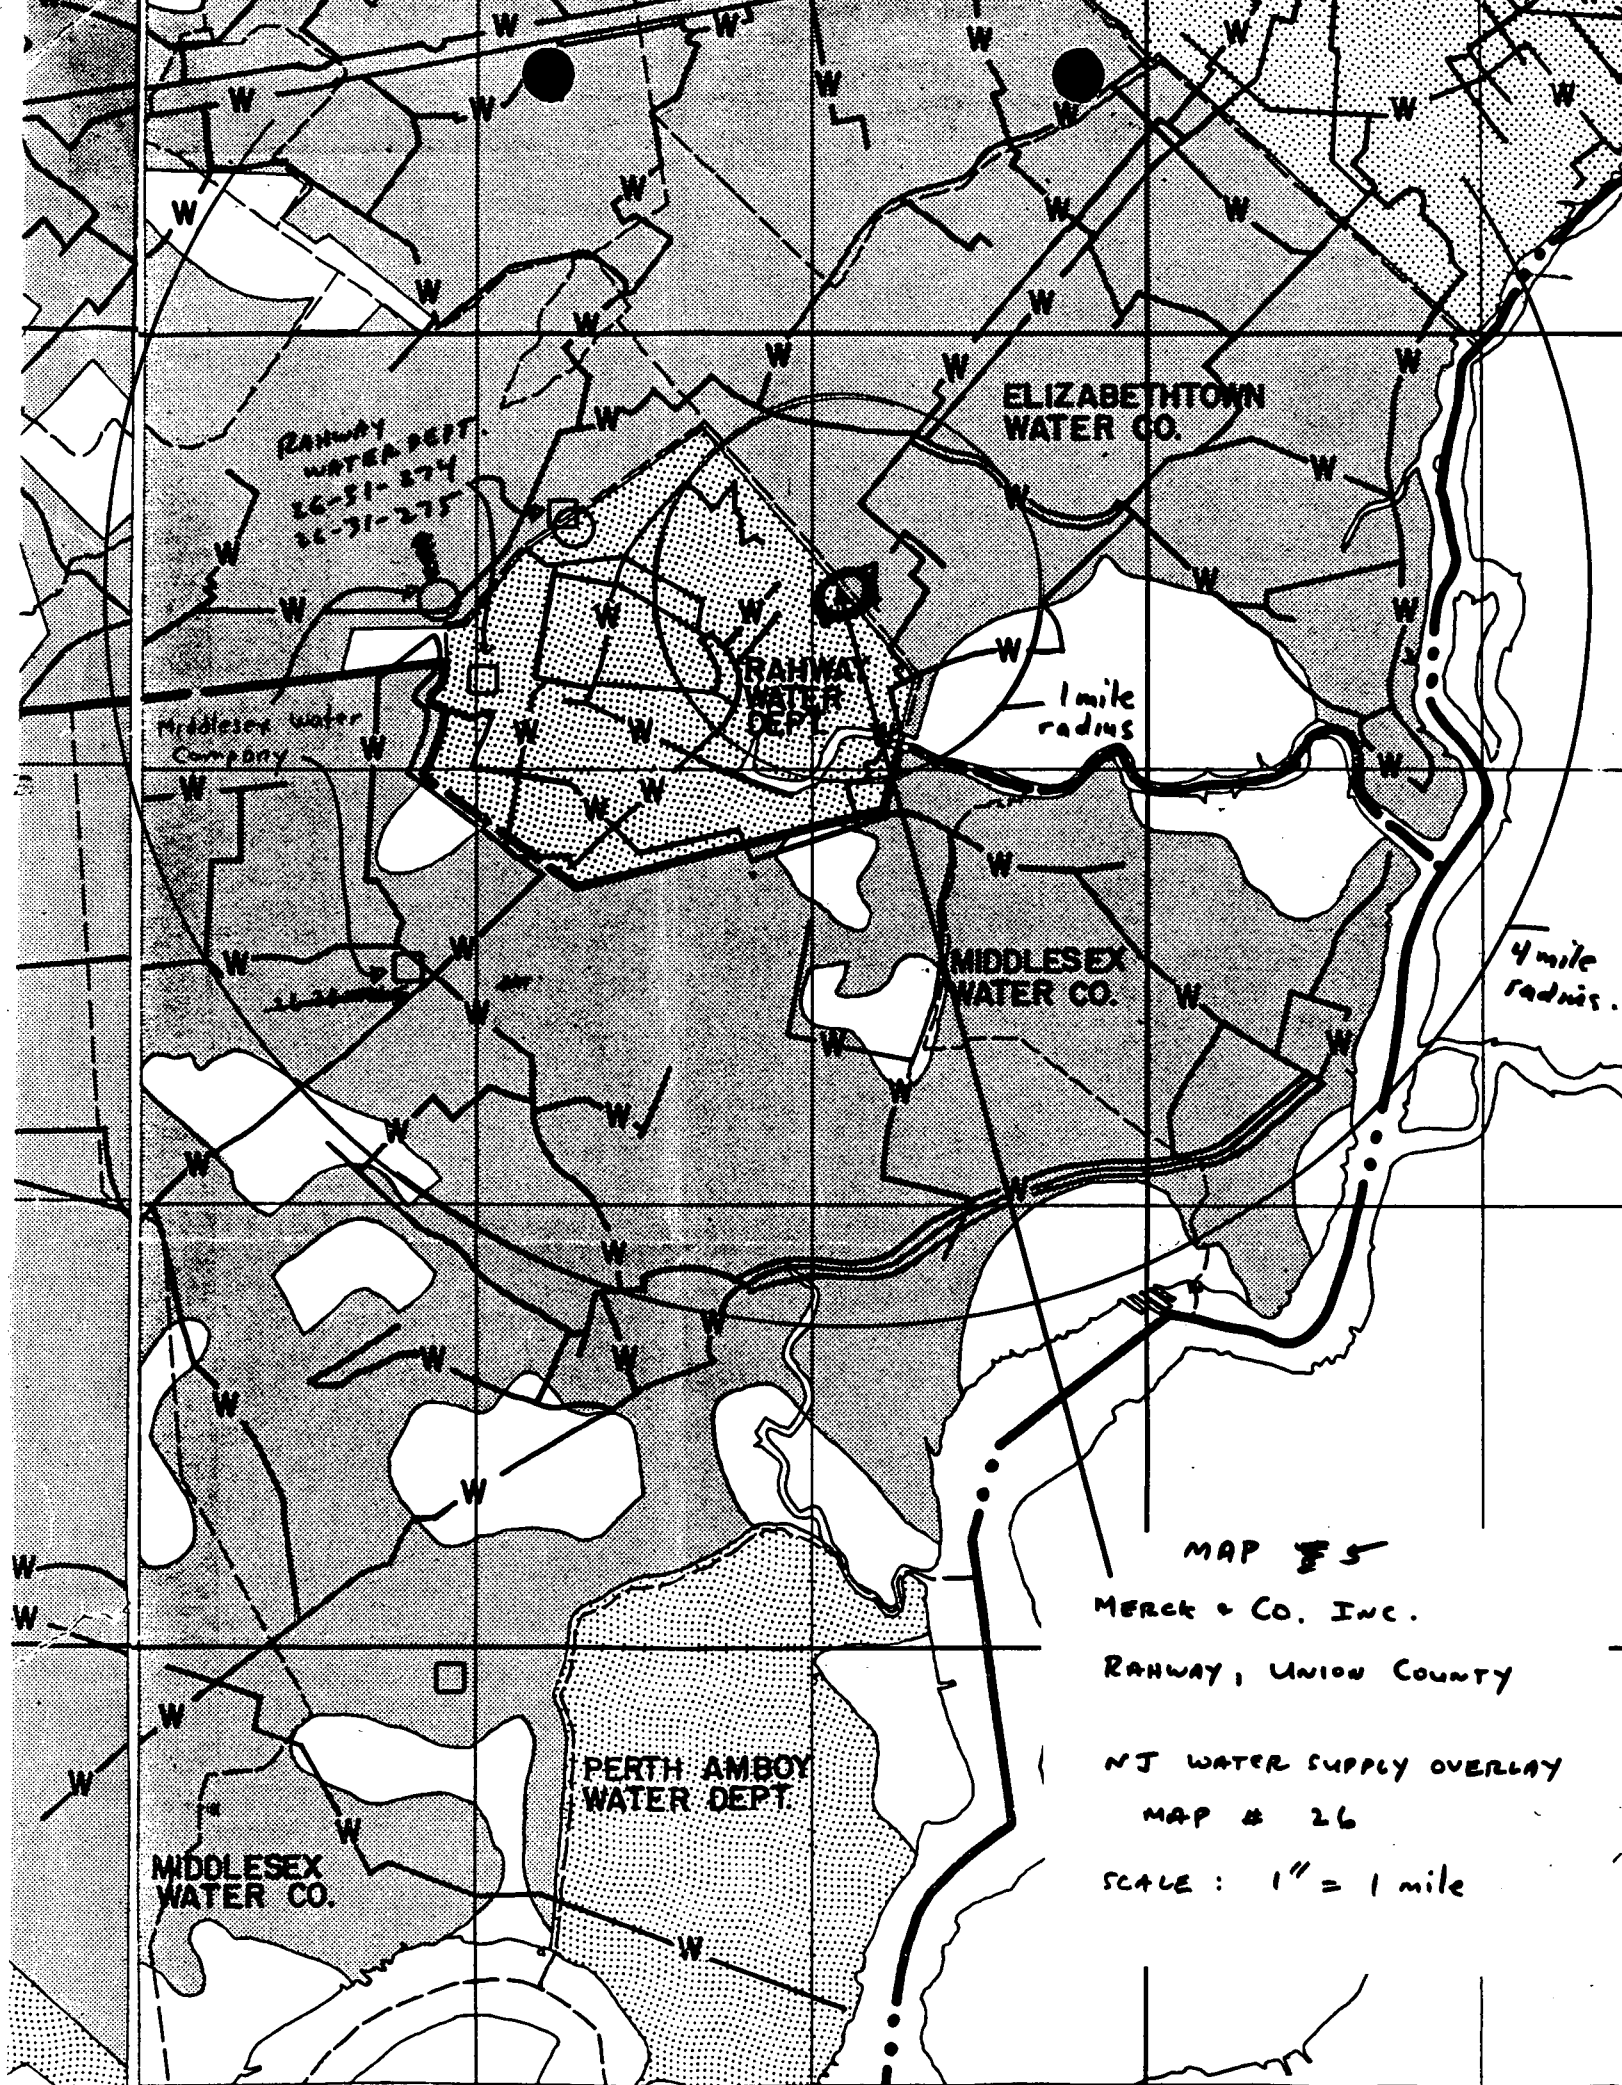 ELIZABETHTOWN
WATER CO.
RAHWAY
WATER DEPT.
26-31-274
26-31-275
RAHWAY
WATER
DEPT.
1 mile
radius
Middlesex Water
Company
MIDDLESEX
WATER CO.
4 mile
radius.
MAP 5
MERCK & CO. INC.
RAHWAY, UNION COUNTY
NJ WATER SUPPLY OVERLAY
MAP # 26
SCALE: 1" = 1 mile
PERTH AMBOY
WATER DEPT.
MIDDLESEX
WATER CO.